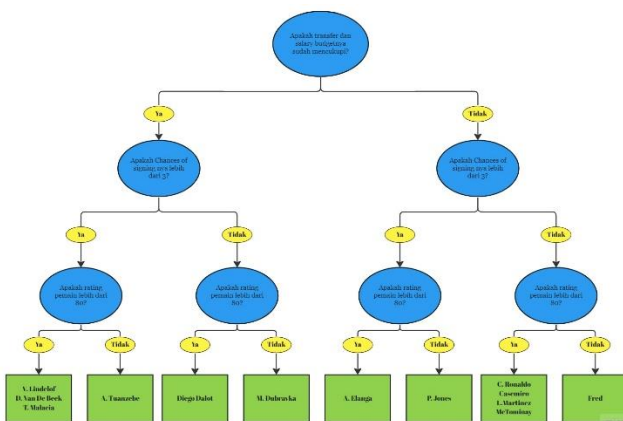 Apakah transfer dan
salary budgetnya
sudah mencukupi?
Ya
Tidak
Apakah Chances of
signing nya lebih
dari 3?
Apakah Chances of
signing nya lebih
dari 3?
Ya
Tidak
Ya
Tidak
Apakah rating
pemain lebih dari
80?
Apakah rating
pemain lebih dari
80?
Apakah rating
pemain lebih dari
80?
Apakah rating
pemain lebih dari
80?
Ya
Tidak
Ya
Tidak
Ya
Tidak
Ya
Tidak
V. Lindelof
D. Van De Beek
T. Malacia
A. Tuanzebe
Diogo Dalot
M. Dubravka
A. Elanga
P. Jones
C. Ronaldo
Casemiro
L. Martinez
McTominay
Fred